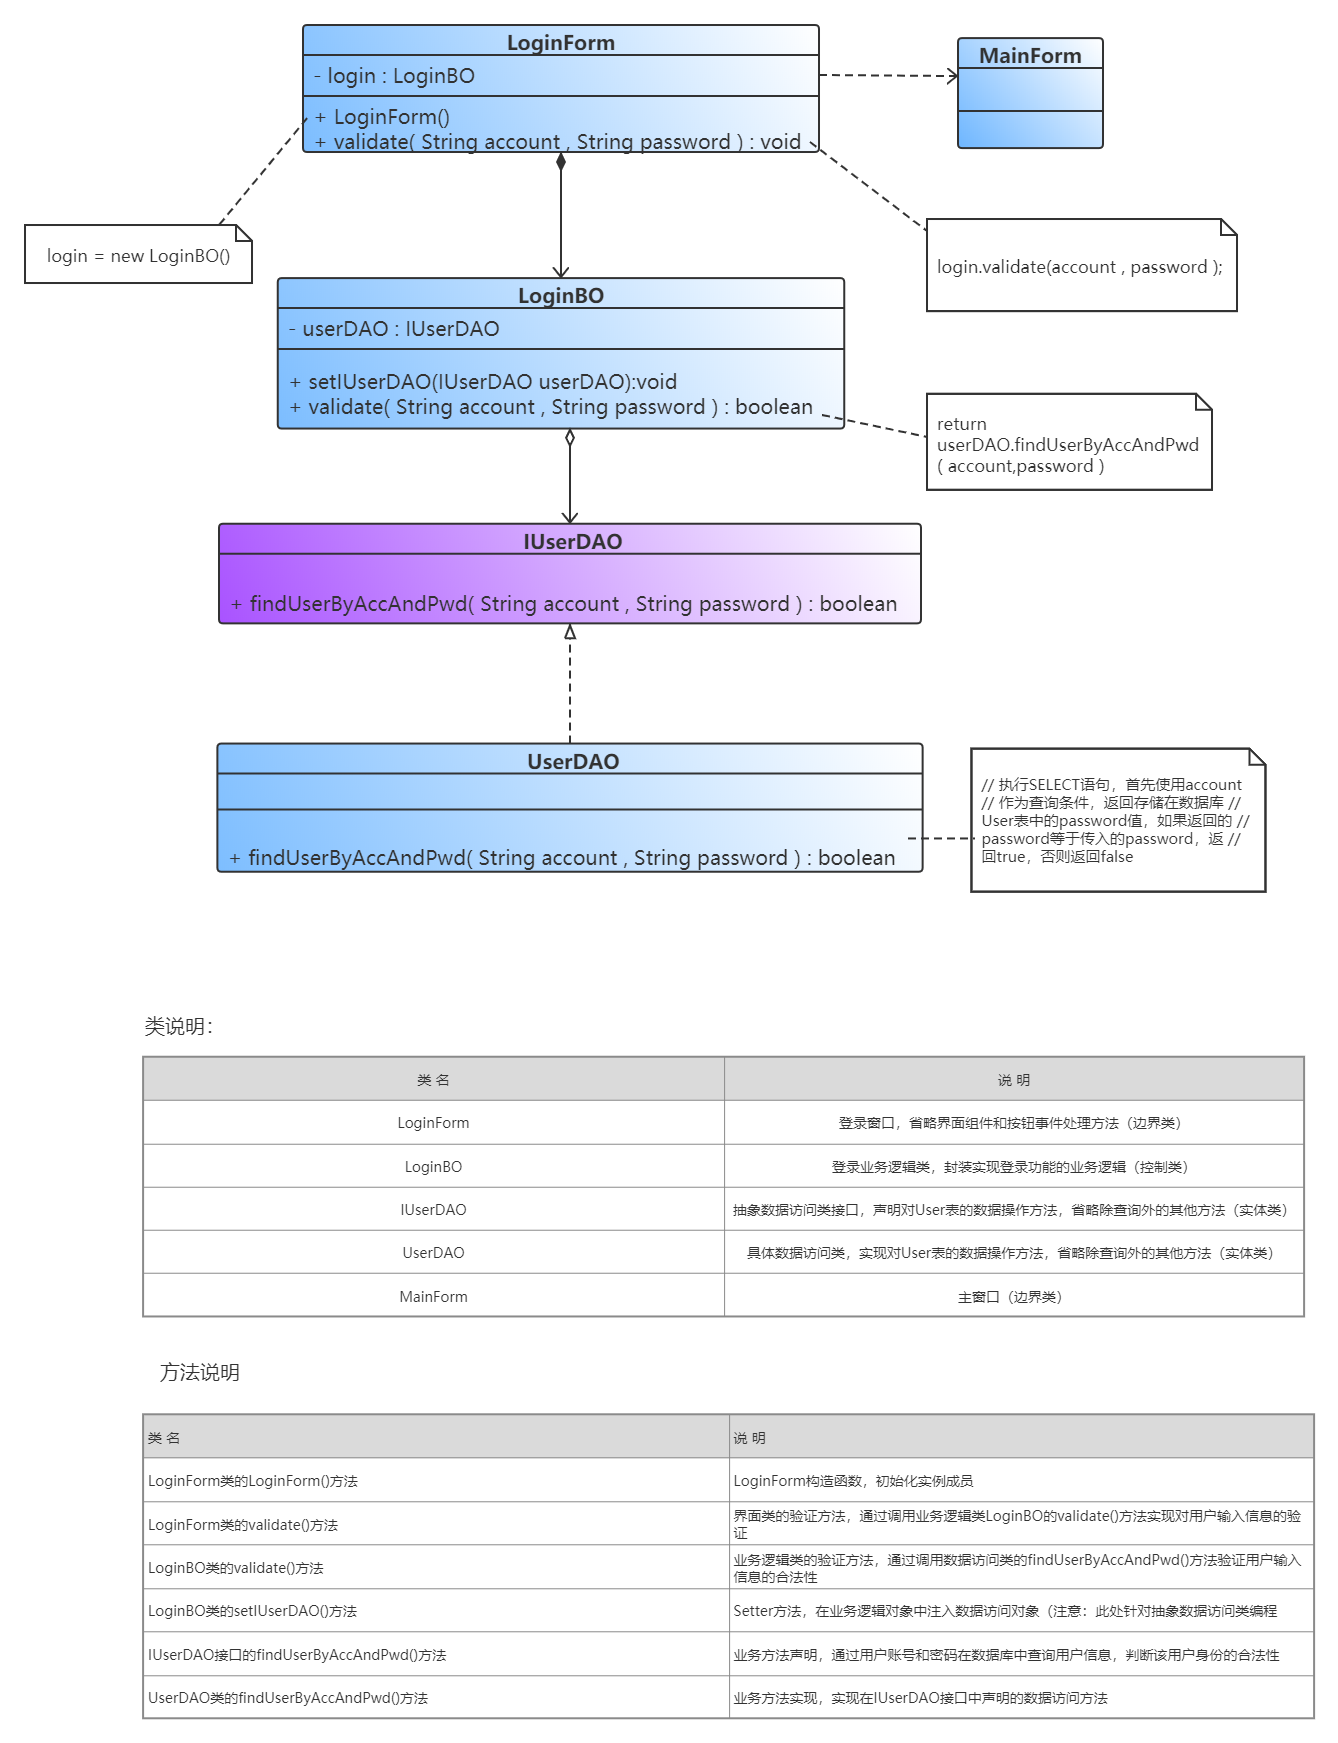 LoginForm
- login : LoginBO
+ LoginForm()
+ validate( String account , String password ) : void
MainForm
login = new LoginBO()
login.validate(account , password );
LoginBO
- userDAO : IUserDAO
+ setIUserDAO(IUserDAO userDAO):void
+ validate( String account , String password ) : boolean
return
userDAO.findUserByAccAndPwd
( account,password )
IUserDAO
+ findUserByAccAndPwd( String account , String password ) : boolean
UserDAO
+ findUserByAccAndPwd( String account , String password ) : boolean
// 执行SELECT语句，首先使用account
// 作为查询条件，返回存储在数据库 //
User表中的password值，如果返回的 //
password等于传入的password，返 //
回true，否则返回false
类说明：
类 名 说 明
LoginForm 登录窗口，省略界面组件和按钮事件处理方法（边界类）
LoginBO 登录业务逻辑类，封装实现登录功能的业务逻辑（控制类）
IUserDAO 抽象数据访问类接口，声明对User表的数据操作方法，省略除查询外的其他方法（实体类）
UserDAO 具体数据访问类，实现对User表的数据操作方法，省略除查询外的其他方法（实体类）
MainForm 主窗口（边界类）
方法说明
类 名 说 明
LoginForm类的LoginForm()方法 LoginForm构造函数，初始化实例成员
LoginForm类的validate()方法 界面类的验证方法，通过调用业务逻辑类LoginBO的validate()方法实现对用户输入信息的验
证
LoginBO类的validate()方法 业务逻辑类的验证方法，通过调用数据访问类的findUserByAccAndPwd()方法验证用户输入
信息的合法性
LoginBO类的setIUserDAO()方法 Setter方法，在业务逻辑对象中注入数据访问对象（注意：此处针对抽象数据访问类编程
IUserDAO接口的findUserByAccAndPwd()方法 业务方法声明，通过用户账号和密码在数据库中查询用户信息，判断该用户身份的合法性
UserDAO类的findUserByAccAndPwd()方法 业务方法实现，实现在IUserDAO接口中声明的数据访问方法